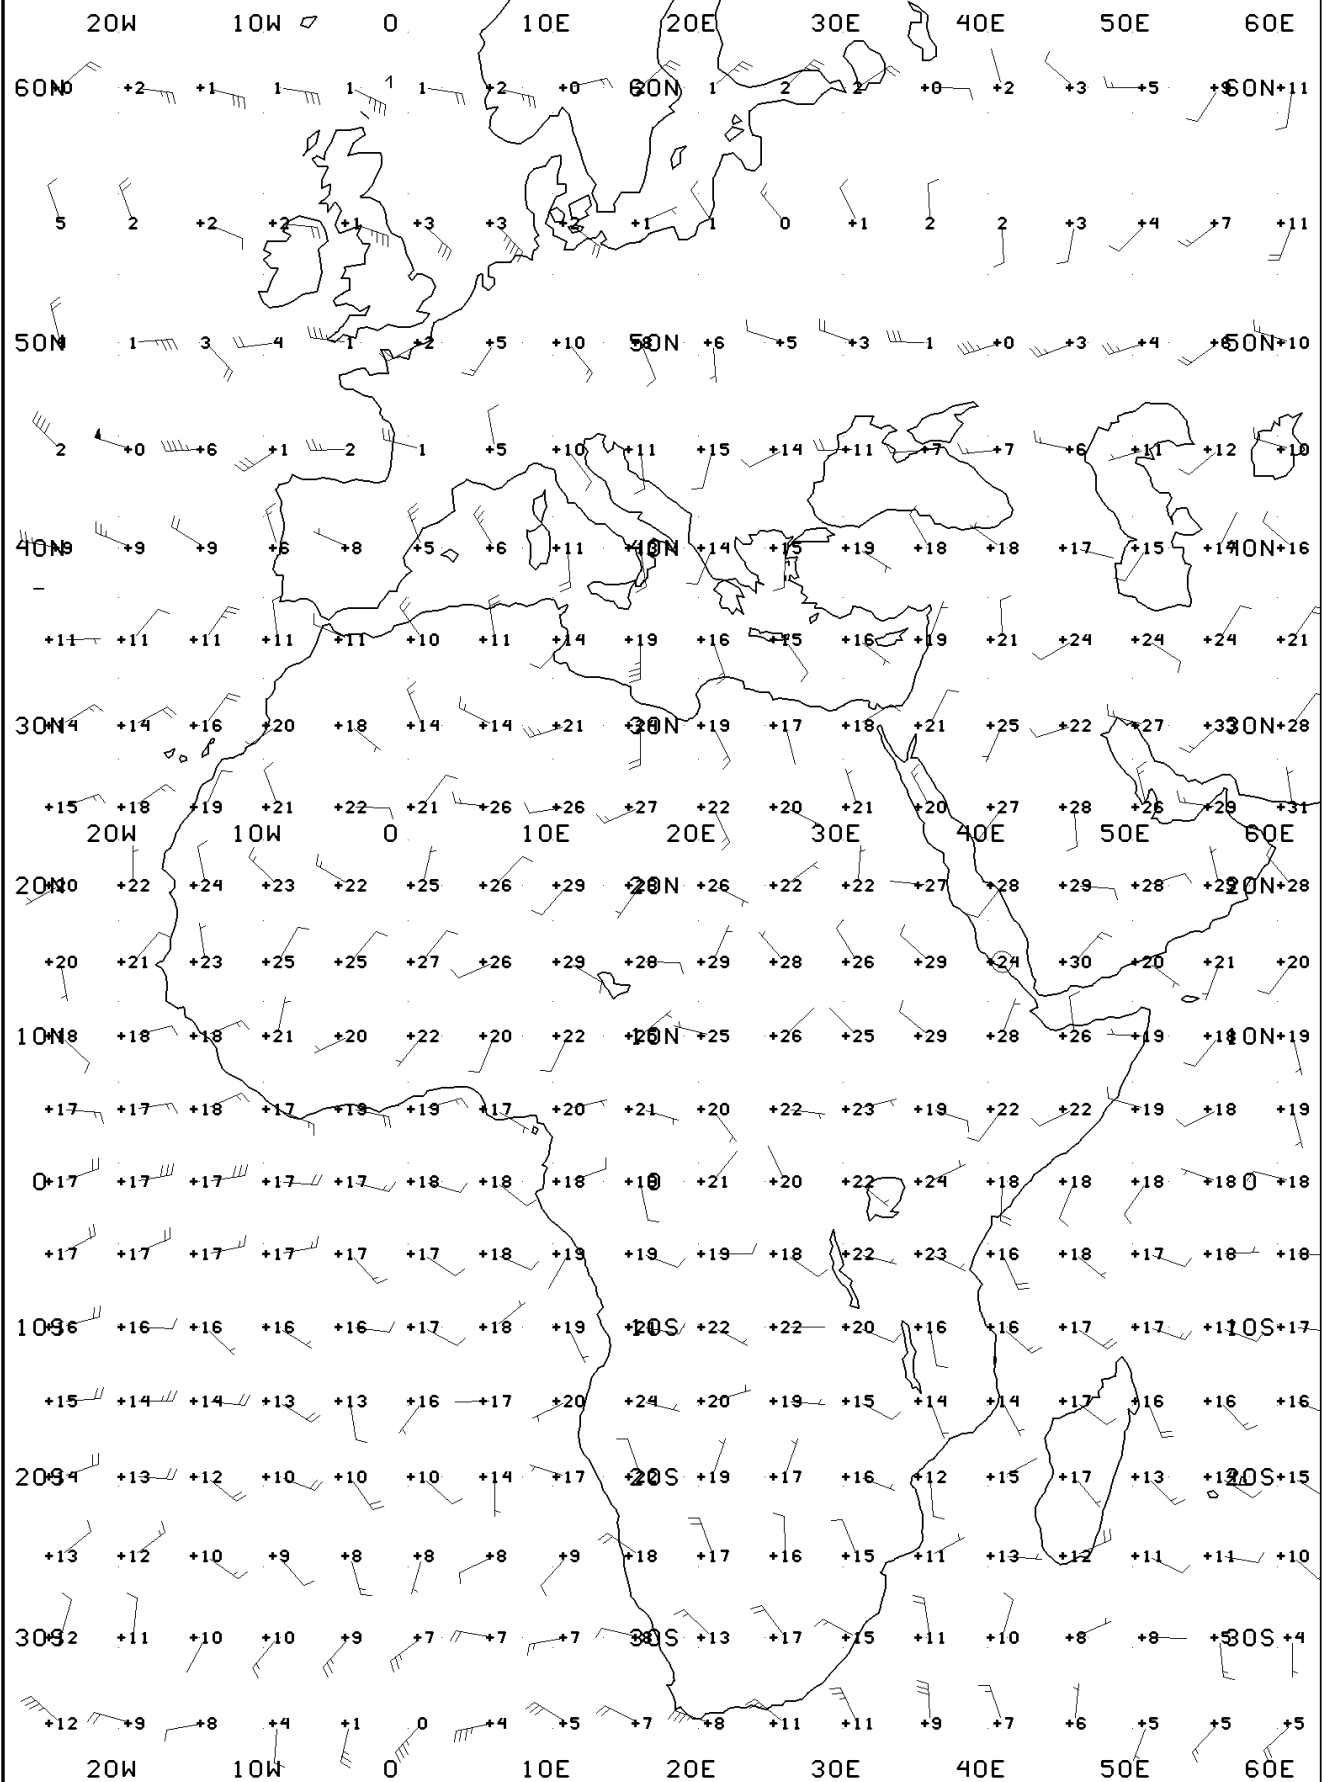 20W 10W 0 10E 20E 30E 40E 50E 60E
60N +2 +1 1 1 1 1 +2 +0 60N 1 2 2 +0 +2 +3 +5 +9 60N +11
5 2 +2 +2 +1 +3 +3 +2 +1 1 0 +1 2 2 +3 +4 +7 +11
50N 1 3 4 1 +2 +5 +10 50N +6 +5 +3 1 +0 +3 +4 +6 50N +10
2 +0 +6 +1 2 1 +5 +10 +11 +15 +14 +11 +7 +7 +6 +11 +12 +10
40N +9 +9 +9 +6 +8 +5 +6 +11 +13 40N +14 +15 +19 +18 +18 +17 +15 +14 40N +16
+11 +11 +11 +11 +11 +10 +11 +14 +19 +16 +15 +16 +19 +21 +24 +24 +24 +21
30N +14 +14 +16 +20 +18 +14 +14 +21 30N +19 +17 +18 +21 +25 +22 +27 +33 30N +28
+15 +18 +19 +21 +22 +21 +26 +26 +27 +22 +20 +21 +20 +27 +28 +26 +29 +31
20W 10W 0 10E 20E 30E 40E 50E 60E
20N +20 +22 +24 +23 +22 +25 +26 +29 20N +26 +22 +22 +27 +28 +29 +28 +29 20N +28
+20 +21 +23 +25 +25 +27 +26 +29 +28 +29 +28 +26 +29 +24 +30 +20 +21 +20
10N +18 +18 +18 +21 +20 +22 +20 +22 10N +25 +26 +25 +29 +28 +26 +19 +18 10N +19
+17 +17 +18 +17 +19 +19 +17 +20 +21 +20 +22 +23 +19 +22 +22 +19 +18 +19
0 +17 +17 +17 +17 +17 +18 +18 +18 0 +21 +20 +22 +24 +18 +18 +18 +18 0 +18
+17 +17 +17 +17 +17 +17 +18 +19 +19 +19 +18 +22 +23 +16 +18 +17 +18 +18
10S +16 +16 +16 +16 +16 +17 +18 +19 10S +22 +22 +20 +16 +16 +17 +17 +17 10S +17
+15 +14 +14 +13 +13 +16 +17 +20 +24 +20 +19 +15 +14 +14 +17 +16 +16 +16
20S +14 +13 +12 +10 +10 +10 +14 +17 20S +19 +17 +16 +12 +15 +17 +13 20S +15
+13 +12 +10 +9 +8 +8 +8 +9 +18 +17 +16 +15 +11 +13 +12 +11 +11 +10
30S +12 +11 +10 +10 +9 +7 +7 +7 30S +13 +17 +15 +11 +10 +8 +8 +5 30S +4
+12 +9 +8 +4 +1 0 +4 +5 +7 +8 +11 +11 +9 +7 +6 +5 +5 +5
20W 10W 0 10E 20E 30E 40E 50E 60E